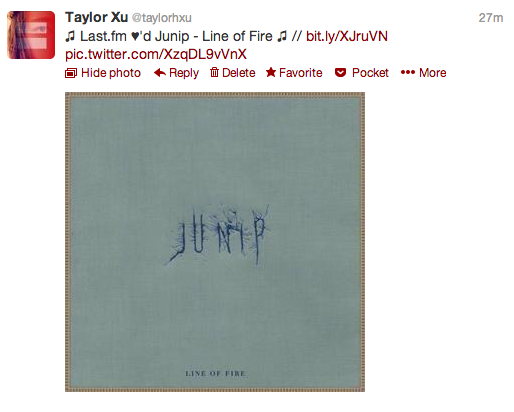 Taylor Xu @taylorhxu 27m
♫ Last.fm ♥'d Junip - Line of Fire ♫ // bit.ly/XJruVN
pic.twitter.com/XzqDL9vVnX
Hide photo Reply Delete Favorite Pocket More
JUNIP
LINE OF FIRE